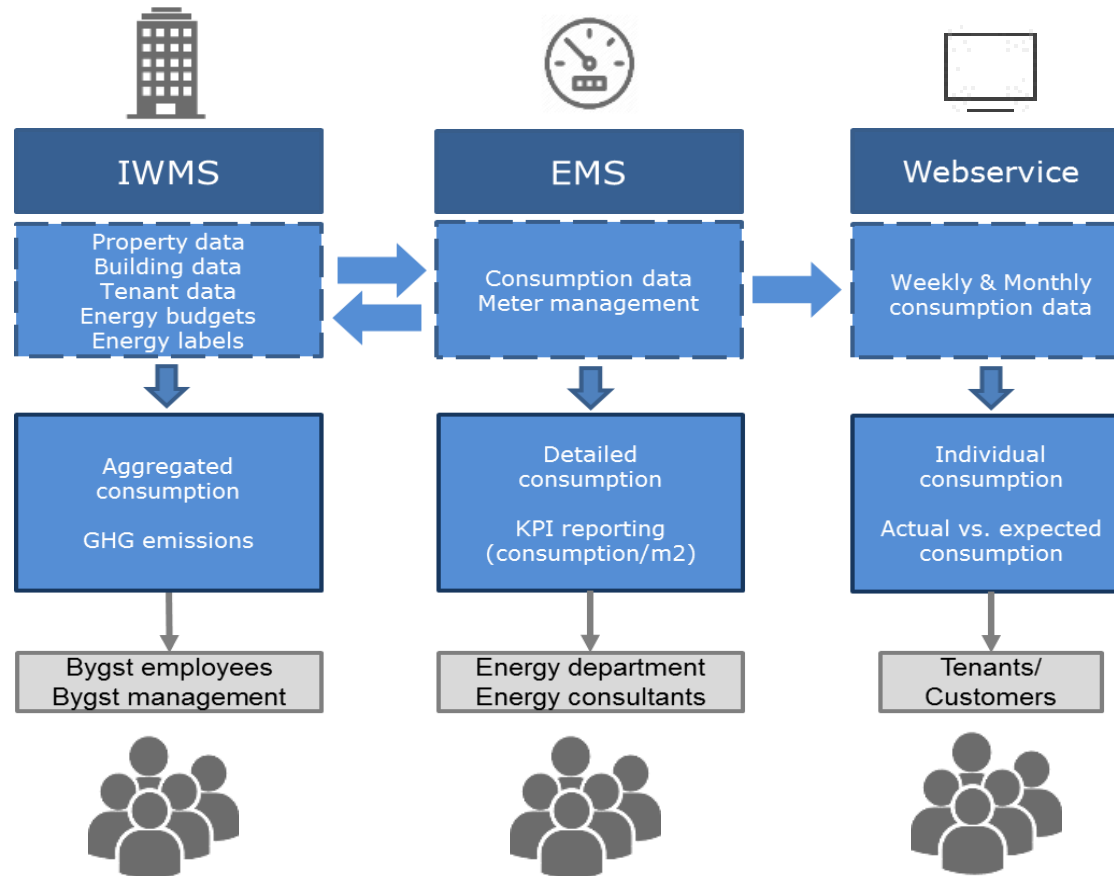 IWMS
EMS
Webservice
Property data
Building data
Tenant data
Energy budgets
Energy labels
Consumption data
Meter management
Weekly & Monthly
consumption data
Aggregated
consumption
GHG emissions
Detailed
consumption
KPI reporting
(consumption/m2)
Individual
consumption
Actual vs. expected
consumption
Bygst employees
Bygst management
Energy department
Energy consultants
Tenants/
Customers